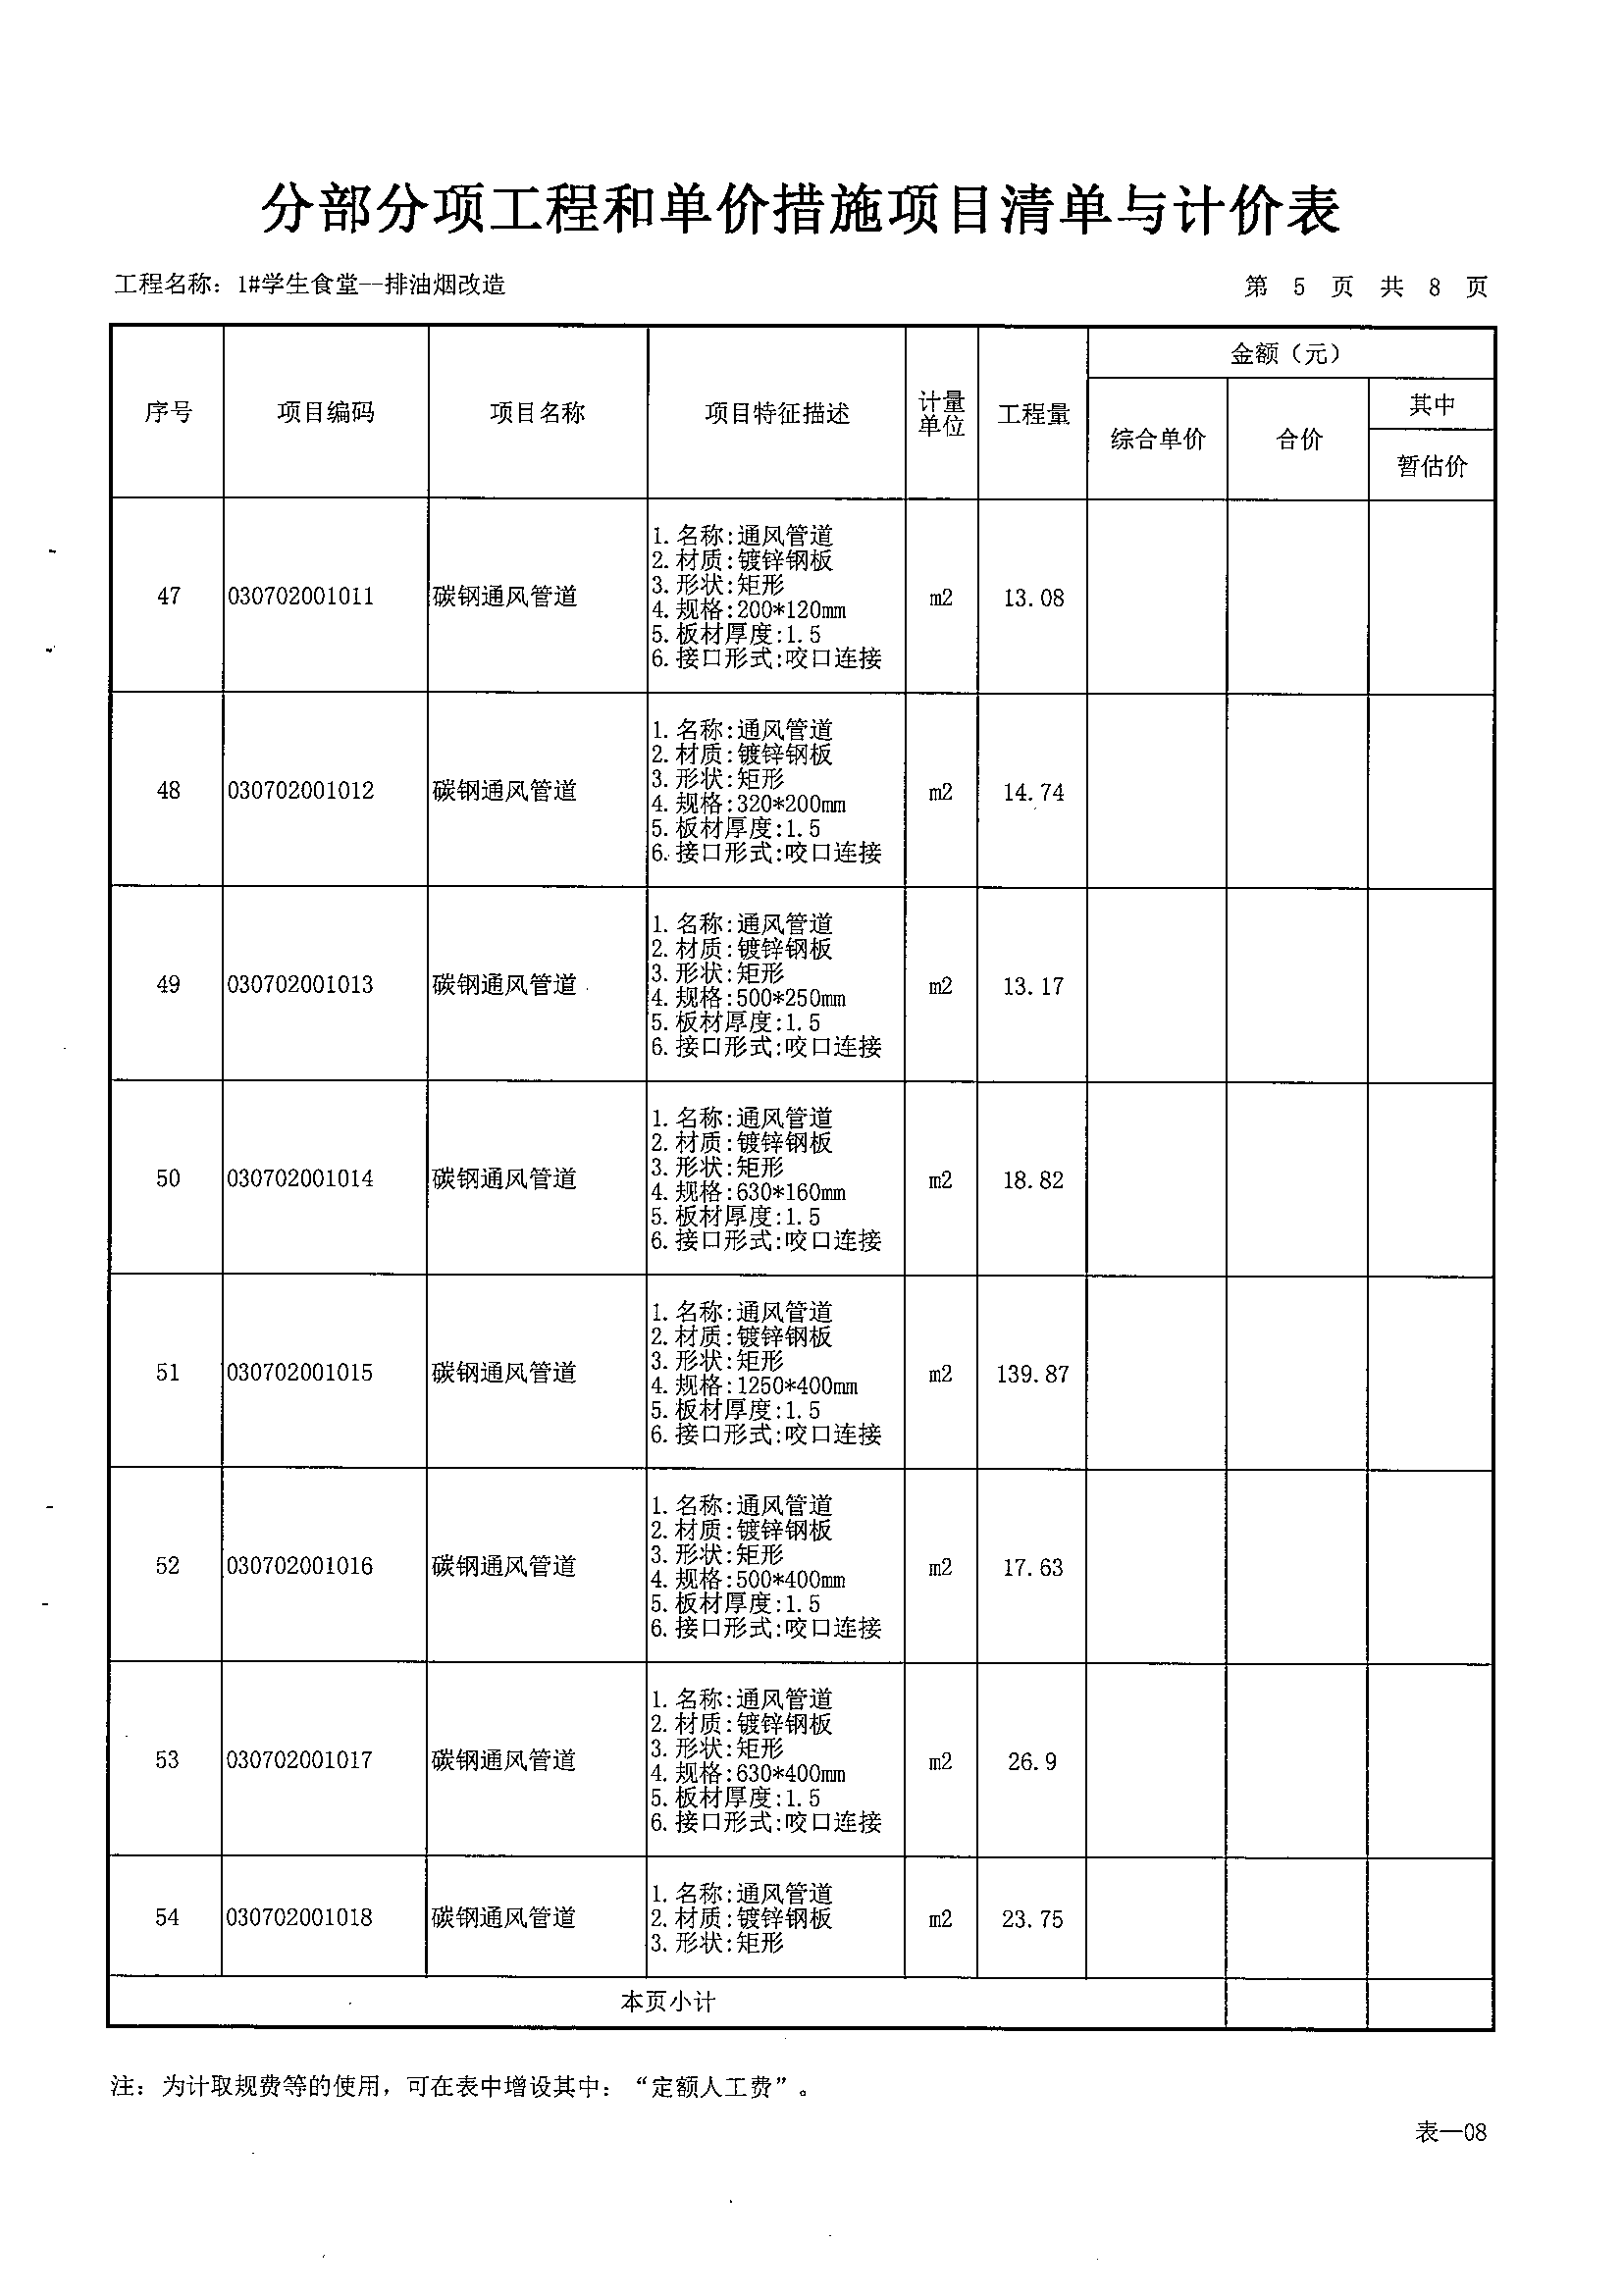 分部分项工程和单价措施项目清单与计价表
工程名称：1#学生食堂--排油烟改造 第 5 页 共 8 页
序号 项目编码 项目名称 项目特征描述 计量单位 工程量 金额（元）
综合单价 合价 其中
暂估价
47 030702001011 碳钢通风管道 1.名称:通风管道
2.材质:镀锌钢板
3.形状:矩形
4.规格:200*120mm
5.板材厚度:1.5
6.接口形式:咬口连接
m2 13.08
48 030702001012 碳钢通风管道 1.名称:通风管道
2.材质:镀锌钢板
3.形状:矩形
4.规格:320*200mm
5.板材厚度:1.5
6.接口形式:咬口连接
m2 14.74
49 030702001013 碳钢通风管道 1.名称:通风管道
2.材质:镀锌钢板
3.形状:矩形
4.规格:500*250mm
5.板材厚度:1.5
6.接口形式:咬口连接
m2 13.17
50 030702001014 碳钢通风管道 1.名称:通风管道
2.材质:镀锌钢板
3.形状:矩形
4.规格:630*160mm
5.板材厚度:1.5
6.接口形式:咬口连接
m2 18.82
51 030702001015 碳钢通风管道 1.名称:通风管道
2.材质:镀锌钢板
3.形状:矩形
4.规格:1250*400mm
5.板材厚度:1.5
6.接口形式:咬口连接
m2 139.87
52 030702001016 碳钢通风管道 1.名称:通风管道
2.材质:镀锌钢板
3.形状:矩形
4.规格:500*400mm
5.板材厚度:1.5
6.接口形式:咬口连接
m2 17.63
53 030702001017 碳钢通风管道 1.名称:通风管道
2.材质:镀锌钢板
3.形状:矩形
4.规格:630*400mm
5.板材厚度:1.5
6.接口形式:咬口连接
m2 26.9
54 030702001018 碳钢通风管道 1.名称:通风管道
2.材质:镀锌钢板
3.形状:矩形
m2 23.75
本页小计
注：为计取规费等的使用，可在表中增设其中：“定额人工费”。
表—08